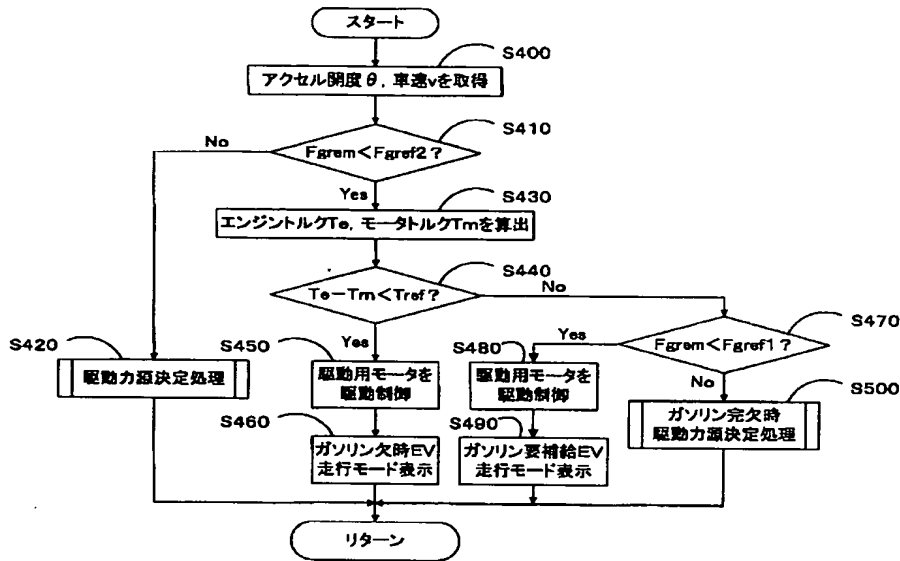 スタート
S400
アクセル開度θ，車速vを取得
S410
Fgrem＜Fgref2？
No
Yes
S430
エンジントルクTe，モータトルクTmを算出
S440
Te－Tm＜Tref？
No
Yes
S470
Fgrem＜Fgref1？
Yes
No
S420
駆動力源決定処理
S450
駆動用モータを
駆動制御
S480
駆動用モータを
駆動制御
S500
ガソリン完欠時
駆動力源決定処理
S460
ガソリン欠時EV
走行モード表示
S490
ガソリン要補給EV
走行モード表示
リターン